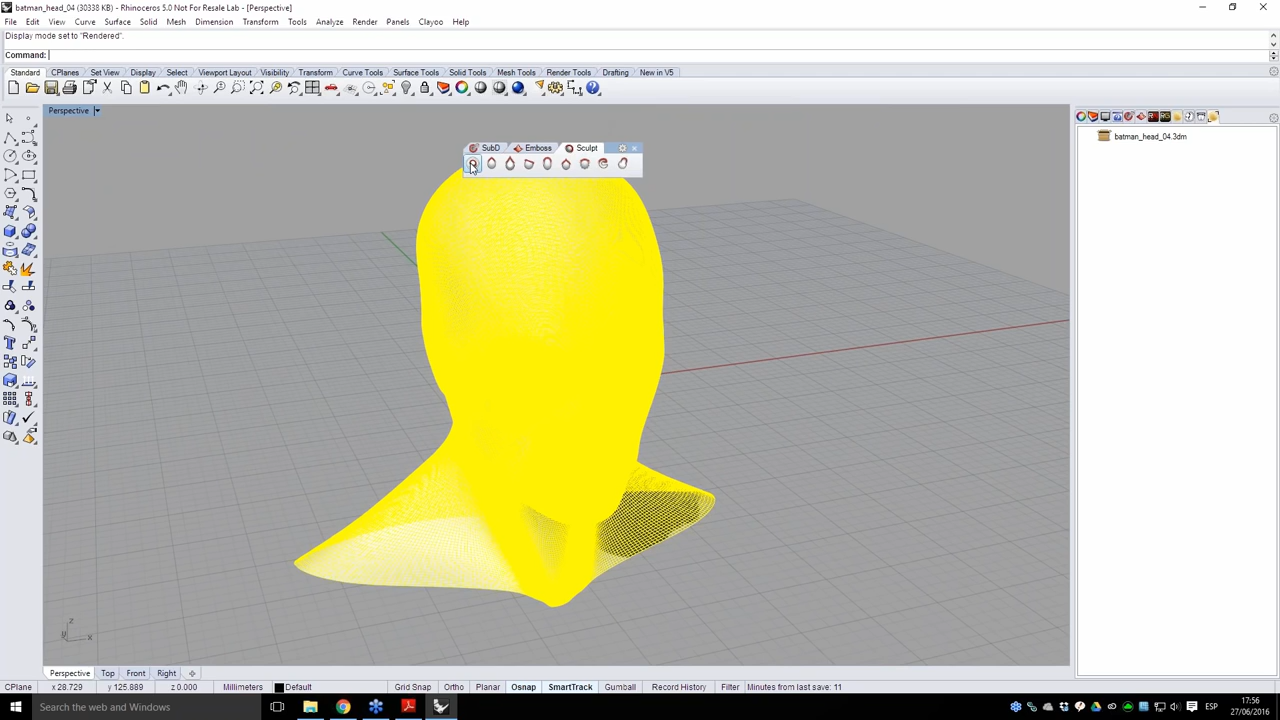 batman_head_04 (30338 KB) - Rhinoceros 5.0 Not For Resale Lab - [Perspective]
File Edit View Curve Surface Solid Mesh Dimension Transform Tools Analyze Render Panels Clayoo Help
Display mode set to "Rendered".
Command:
Standard CPlanes Set View Display Select Viewport Layout Visibility Transform Curve Tools Surface Tools Solid Tools Mesh Tools Render Tools Drafting New in V5
Perspective
SubD Emboss Sculpt
batman_head_04.3dm
z
y x
Perspective Top Front Right
CPlane x 28.729 y 125.889 z 0.000 Millimeters Default Grid Snap Ortho Planar Osnap SmartTrack Gumball Record History Filter Minutes from last save: 11
Search the web and Windows
ESP
17:56
27/06/2016